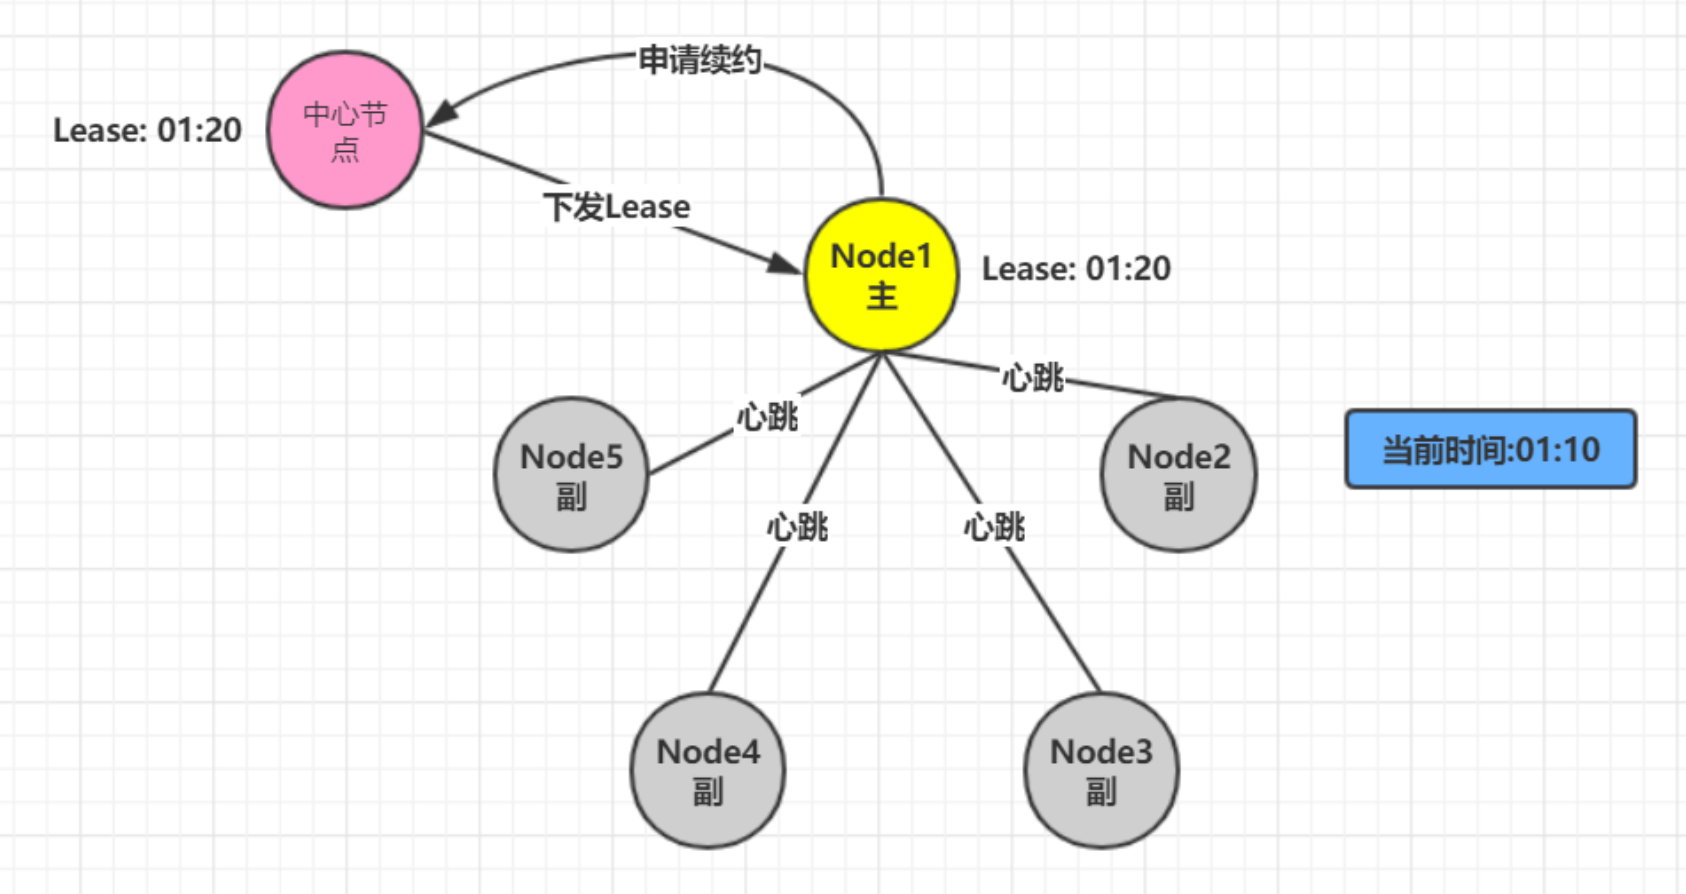 申请续约
中心节
点
Lease: 01:20
下发Lease
Node1
主
Lease: 01:20
心跳
心跳
Node5
副
Node2
副
当前时间:01:10
心跳
心跳
Node4
副
Node3
副